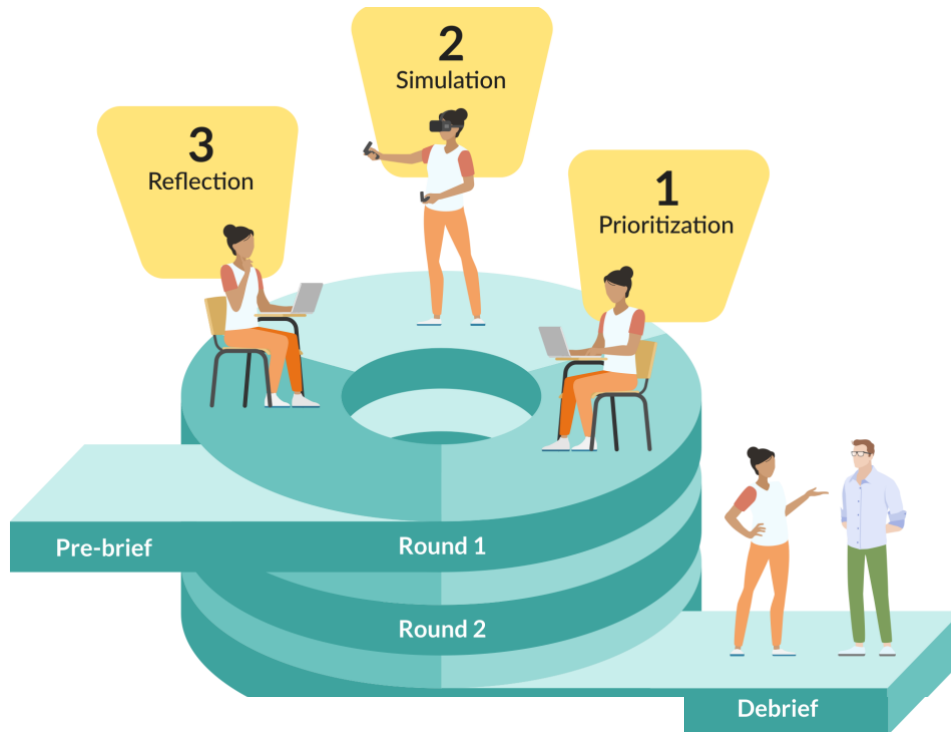 2
Simulation
3
Reflection
1
Prioritization
Pre-brief
Round 1
Round 2
Debrief